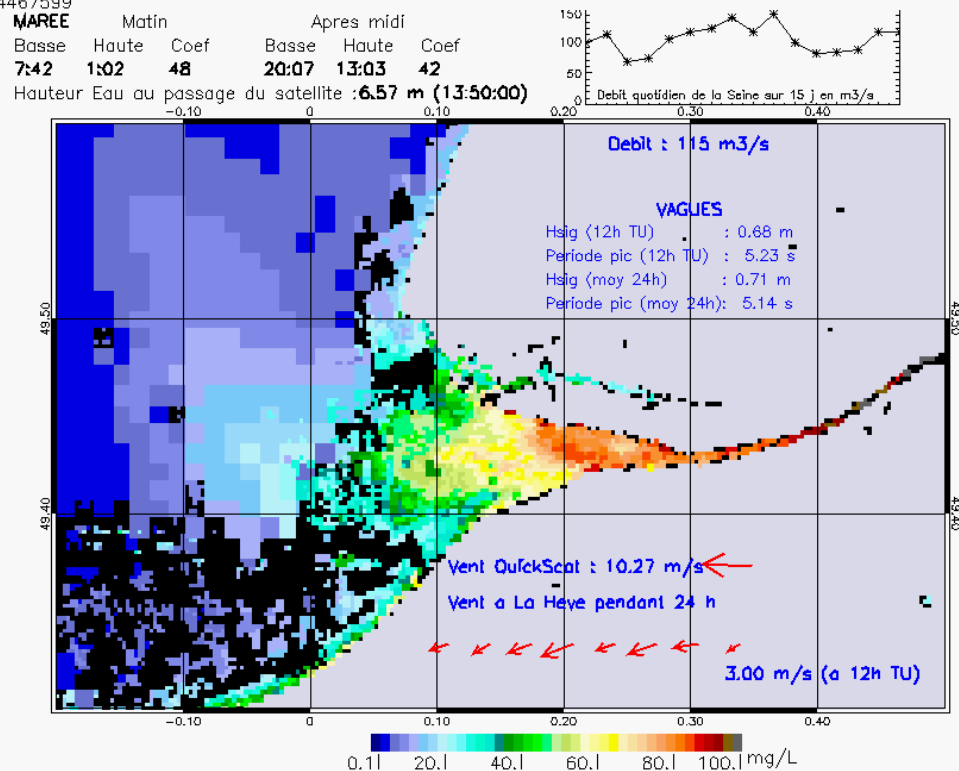 4467599
MAREE Matin Apres midi
Basse Haute Coef Basse Haute Coef
7:42 1:02 48 20:07 13:03 42
Hauteur Eau au passage du satellite :6.57 m (13:50:00)
150
100
50
0
Debit quotidien de la Seine sur 15 j en m3/s
-0.10 0 0.10 0.20 0.30 0.40
Debit : 115 m3/s
VAGUES
Hsig (12h TU) : 0.68 m
Periode pic (12h TU) : 5.23 s
Hsig (moy 24h) : 0.71 m
Periode pic (moy 24h): 5.14 s
49.50 49.50
49.40 49.40
Vent QuickScat : 10.27 m/s
Vent a La Heve pendant 24 h
3.00 m/s (a 12h TU)
-0.10 0 0.10 0.20 0.30 0.40
0.1 20. 40. 60. 80. 100. mg/L